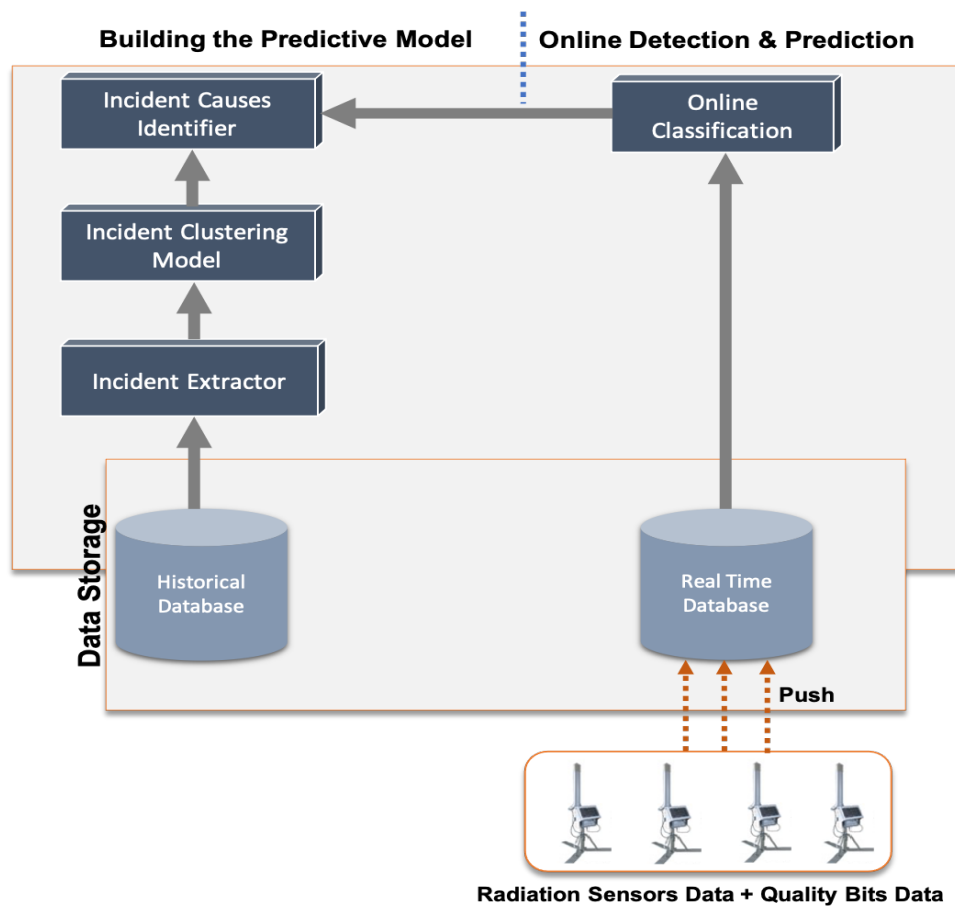 Building the Predictive Model
Online Detection & Prediction
Incident Causes
Identifier
Online
Classification
Incident Clustering
Model
Incident Extractor
Data Storage
Historical
Database
Real Time
Database
Push
Radiation Sensors Data + Quality Bits Data